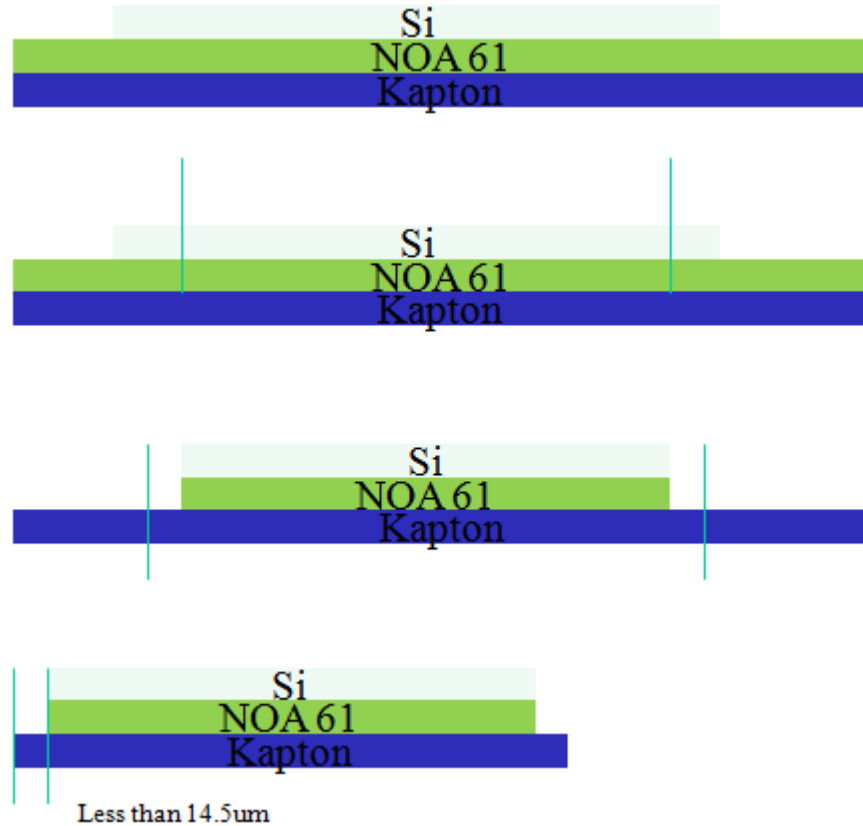 Si
NOA 61
Kapton
Si
NOA 61
Kapton
Si
NOA 61
Kapton
Si
NOA 61
Kapton
Less than 14.5um